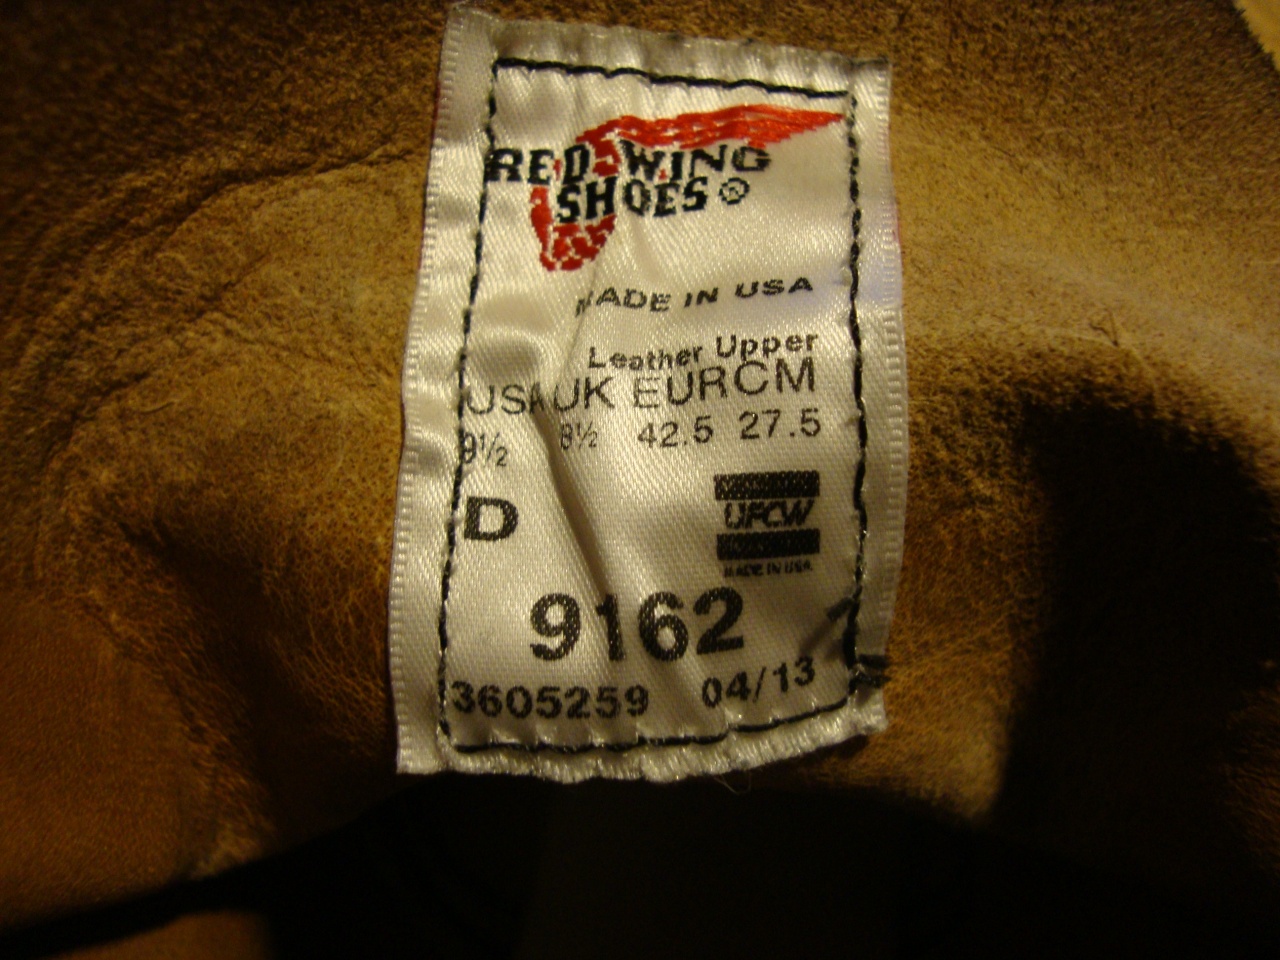 RED WING
SHOES®
MADE IN USA
Leather Upper
USA UK EUR CM
9½ 8½ 42.5 27.5
D
UFCW
MADE IN USA
9162
3605259 04/13